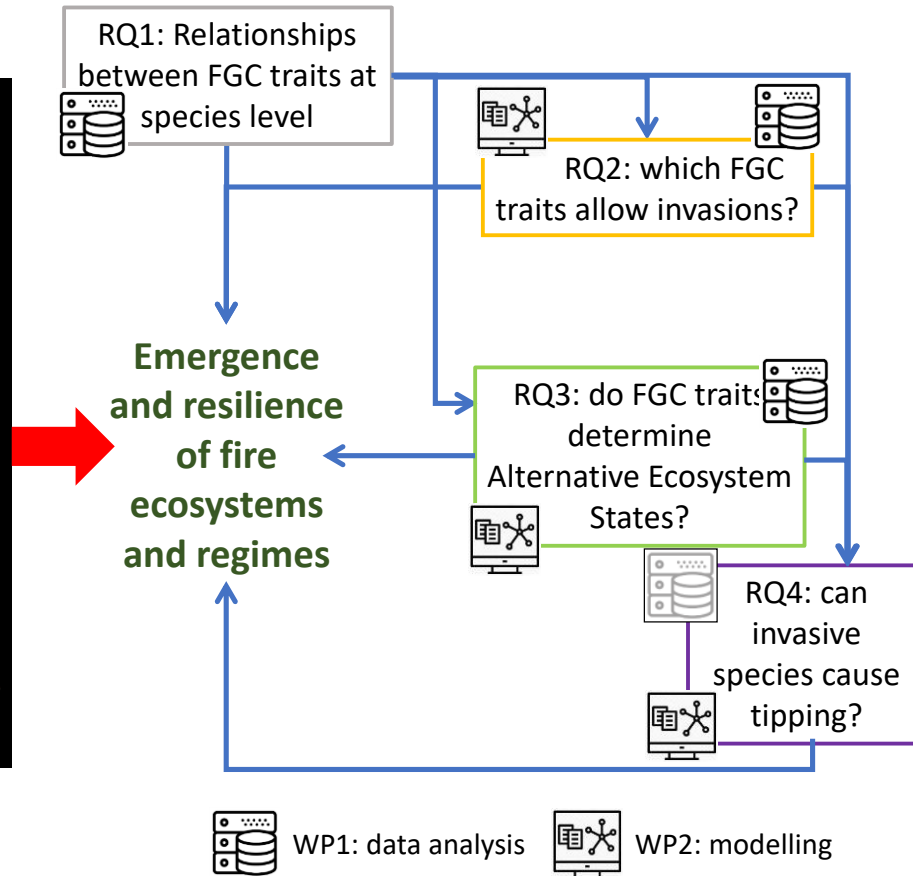 RQ1: Relationships
between FGC traits at
species level
RQ2: which FGC
traits allow invasions?
Emergence
and resilience
of fire
ecosystems
and regimes
RQ3: do FGC traits
determine
Alternative Ecosystem
States?
RQ4: can
invasive
species cause
tipping?
WP1: data analysis
WP2: modelling